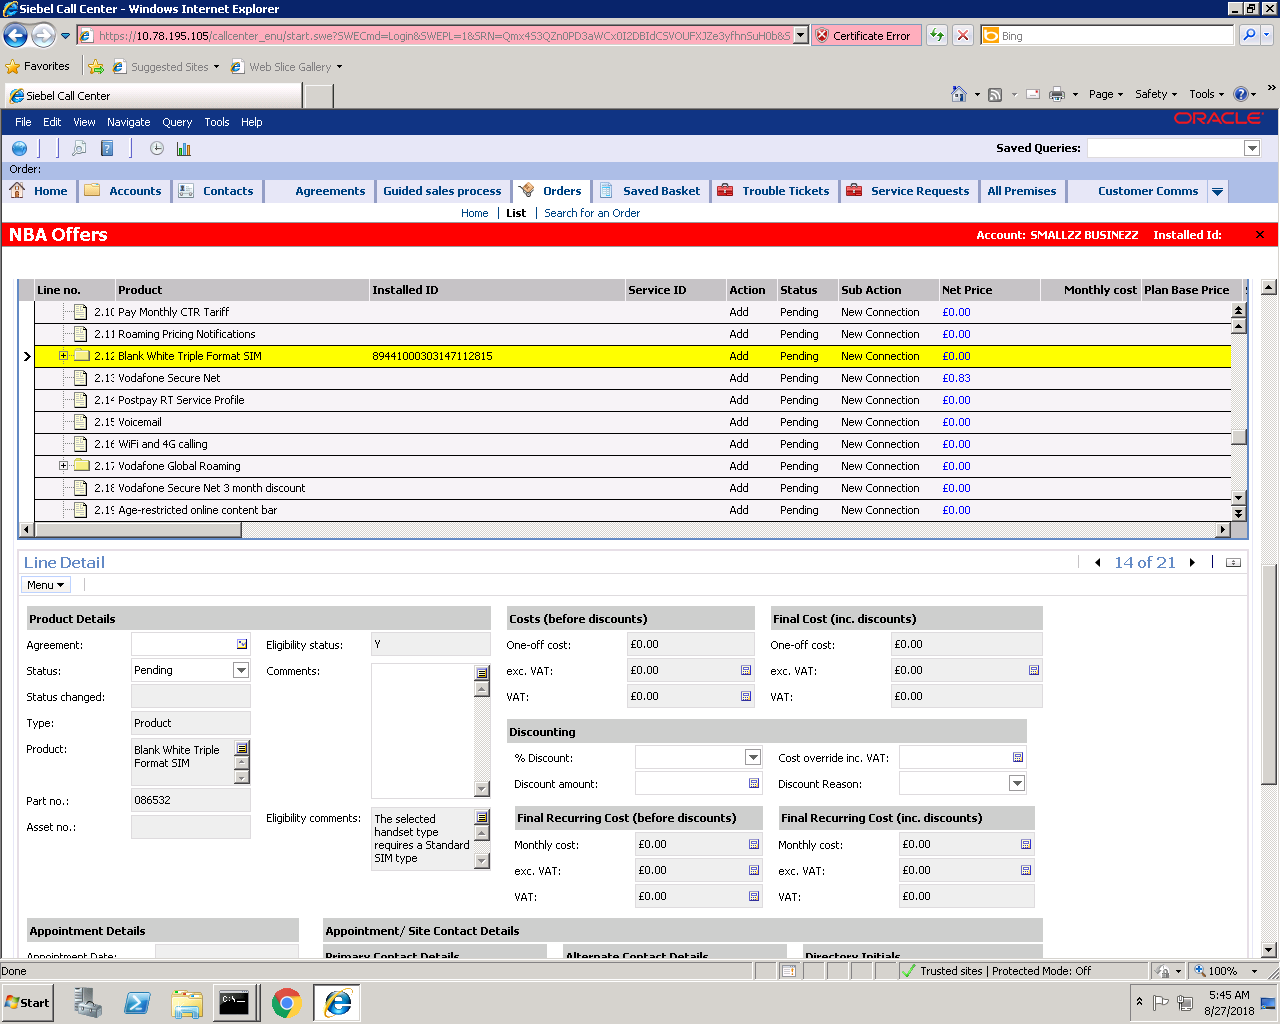 Siebel Call Center - Windows Internet Explorer
https://10.78.195.105/callcenter_enu/start.swe?SWECmd=Login&SWEPL=1&SRN= Certificate Error Bing
Favorites Suggested Sites Web Slice Gallery
Siebel Call Center Page Safety Tools
File Edit View Navigate Query Tools Help ORACLE
Saved Queries:
Order:
Home Accounts Contacts Agreements Guided sales process Orders Saved Basket Trouble Tickets Service Requests All Premises Customer Comms
Home List Search for an Order
NBA Offers Account: SMALLZZ BUSINEZZ Installed Id:
Line no. Product Installed ID Service ID Action Status Sub Action Net Price Monthly cost Plan Base Price
2.10 Pay Monthly CTR Tariff Add Pending New Connection £0.00
2.11 Roaming Pricing Notifications Add Pending New Connection £0.00
2.12 Blank White Triple Format SIM 89441000303147112815 Add Pending New Connection £0.00
2.13 Vodafone Secure Net Add Pending New Connection £0.83
2.14 Postpay RT Service Profile Add Pending New Connection £0.00
2.15 Voicemail Add Pending New Connection £0.00
2.16 WiFi and 4G calling Add Pending New Connection £0.00
2.17 Vodafone Global Roaming Add Pending New Connection £0.00
2.18 Vodafone Secure Net 3 month discount Add Pending New Connection £0.00
2.19 Age-restricted online content bar Add Pending New Connection £0.00
Line Detail 14 of 21
Menu
Product Details Costs (before discounts) Final Cost (inc. discounts)
Agreement: Eligibility status: Y One-off cost: £0.00 One-off cost: £0.00
Status: Pending Comments: exc. VAT: £0.00 exc. VAT: £0.00
Status changed: VAT: £0.00 VAT: £0.00
Type: Product
Discounting
Product: Blank White Triple Format SIM
% Discount: Cost override inc. VAT:
Discount amount: Discount Reason:
Part no.: 086532
Asset no.:
Eligibility comments: The selected handset type requires a Standard SIM type
Final Recurring Cost (before discounts) Final Recurring Cost (inc. discounts)
Monthly cost: £0.00 Monthly cost: £0.00
exc. VAT: £0.00 exc. VAT: £0.00
VAT: £0.00 VAT: £0.00
Appointment Details Appointment/ Site Contact Details
Appointment Date: Primary Contact Details Alternate Contact Details Directory Initials
Done Trusted sites | Protected Mode: Off 100%
Start 5:45 AM
8/27/2018